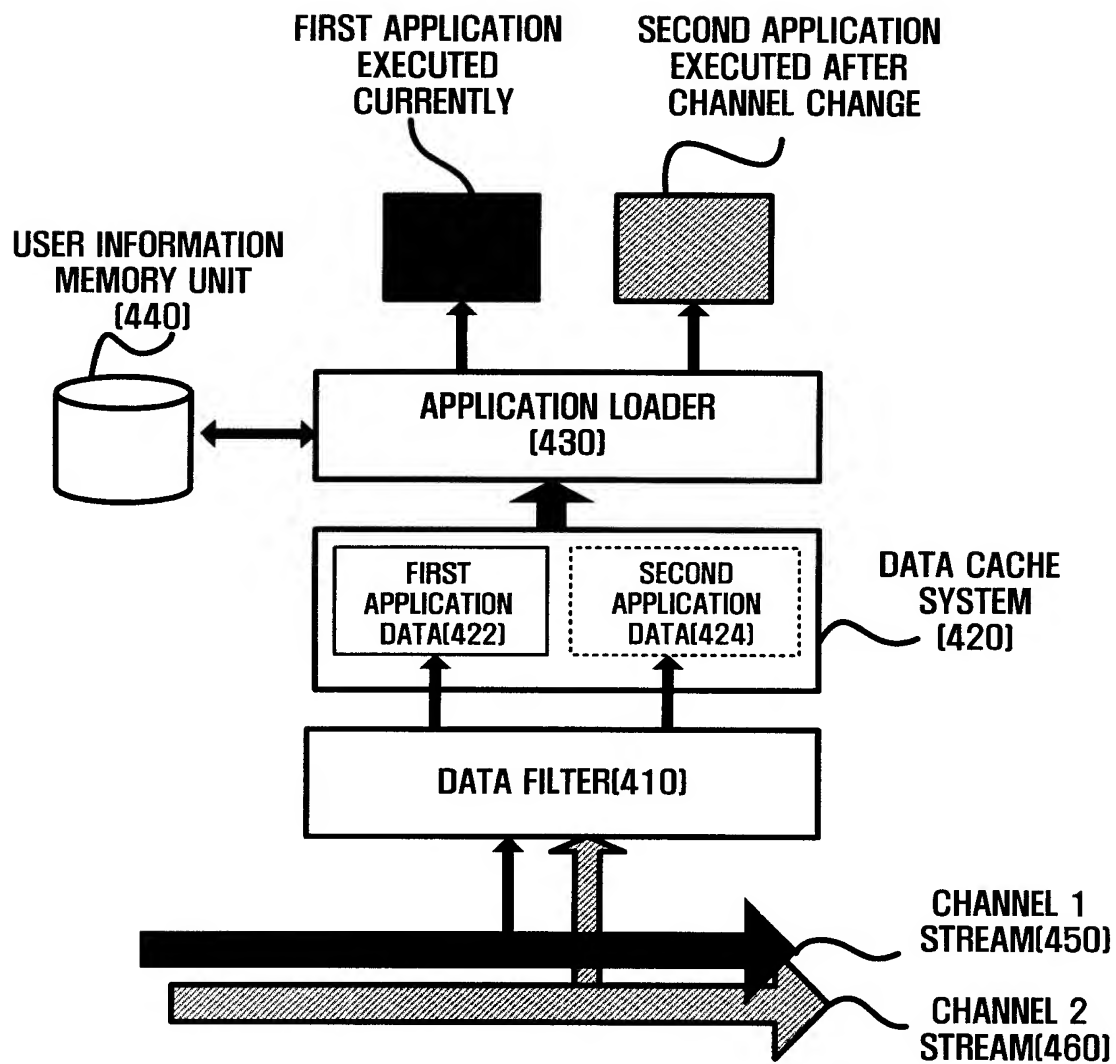 FIRST APPLICATION
EXECUTED
CURRENTLY
SECOND APPLICATION
EXECUTED AFTER
CHANNEL CHANGE
USER INFORMATION
MEMORY UNIT
(440)
APPLICATION LOADER
(430)
FIRST
APPLICATION
DATA(422)
SECOND
APPLICATION
DATA(424)
DATA CACHE
SYSTEM
(420)
DATA FILTER(410)
CHANNEL 1
STREAM(450)
CHANNEL 2
STREAM(460)